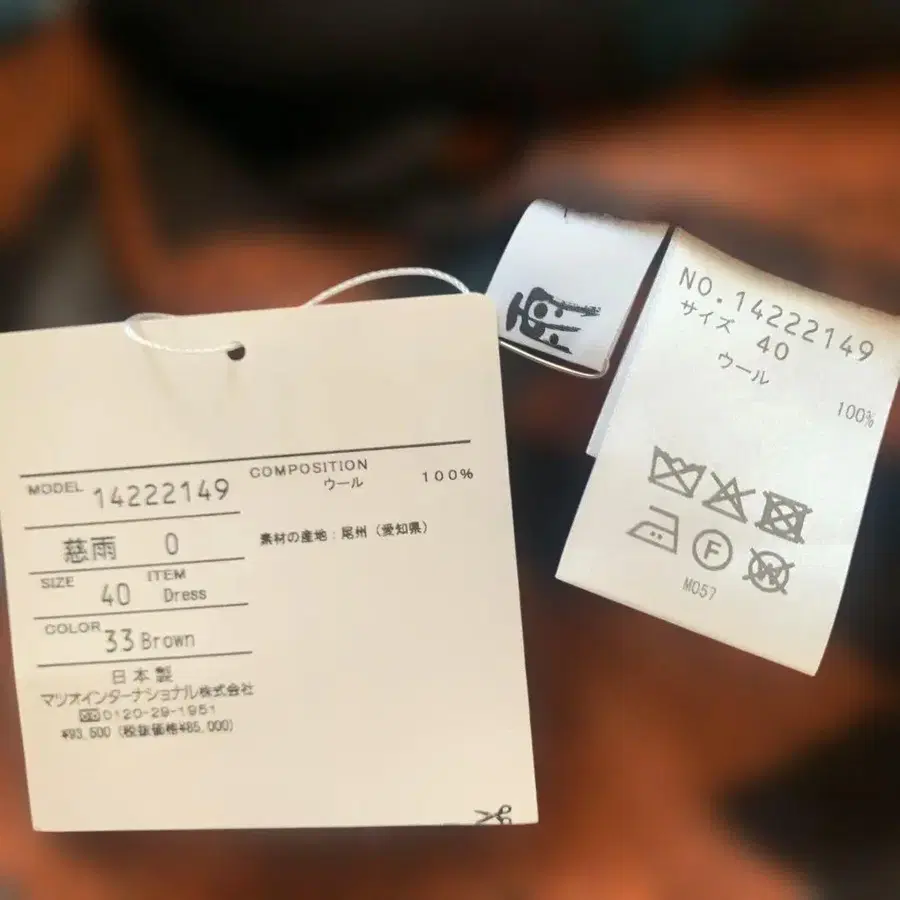 MODEL 14222149
慈雨 0
SIZE 40 ITEM Dress
COLOR 33 Brown
日本製
マツオインターナショナル株式会社
0120-29-1951
¥93,500 (税抜価格¥85,000)
COMPOSITION
ウール 100%
素材の産地:尾州 (愛知県)
NO.14222149
サイズ 40
ウール
100%
F
W
M057